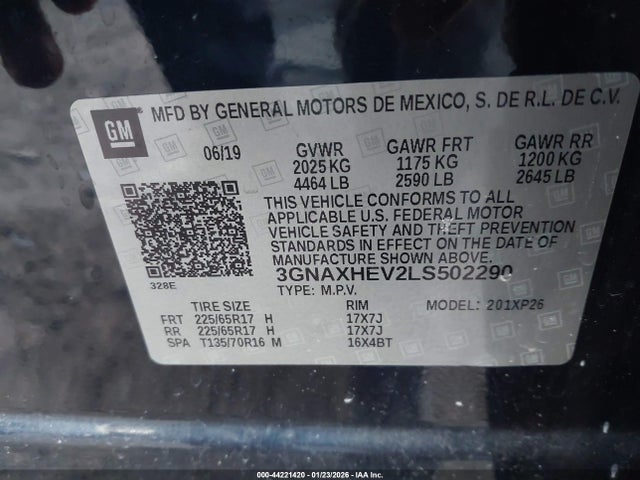 GM
MFD BY GENERAL MOTORS DE MEXICO, S. DE R.L. DE C.V.
06/19 GVWR GAWR FRT GAWR RR
2025 KG 1175 KG 1200 KG
4464 LB 2590 LB 2645 LB
THIS VEHICLE CONFORMS TO ALL
APPLICABLE U.S. FEDERAL MOTOR
VEHICLE SAFETY AND THEFT PREVENTION
STANDARDS IN EFFECT ON THE DATE OF
MANUFACTURE SHOWN ABOVE.
3GNAXHEV2LS502290
328E
TYPE: M.P.V.
TIRE SIZE RIM MODEL: 201XP26
FRT 225/65R17 H 17X7J
RR 225/65R17 H 17X7J
SPA T135/70R16 M 16X4BT
000-44221420 - 01/23/2026 - IAA Inc.